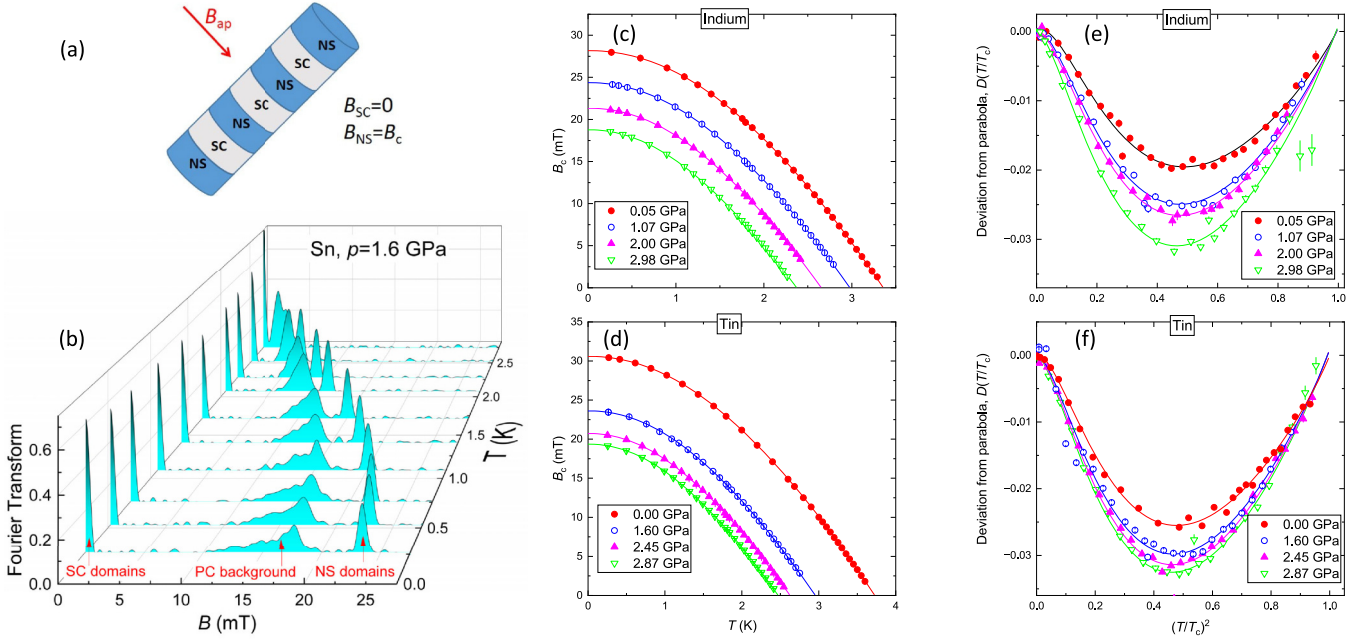 (a)
B_ap
NS
SC
NS
SC
NS
SC
NS
B_SC=0
B_NS=B_c
(b)
Sn, p=1.6 GPa
Fourier Transform
0.6
0.4
0.2
0.0
SC domains
PC background
NS domains
0
5
10
15
20
25
B (mT)
0.0
0.5
1.0
1.5
2.0
2.5
T (K)
(c)
Indium
B_c (mT)
30
25
20
15
10
5
0
0.05 GPa
1.07 GPa
2.00 GPa
2.98 GPa
0
1
2
3
(d)
Tin
B_c (mT)
35
30
25
20
15
10
5
0
0.00 GPa
1.60 GPa
2.45 GPa
2.87 GPa
0
1
2
3
4
T (K)
(e)
Indium
Deviation from parabola, D(T/T_c)
0.00
−0.01
−0.02
−0.03
0.05 GPa
1.07 GPa
2.00 GPa
2.98 GPa
0.0
0.2
0.4
0.6
0.8
1.0
(f)
Tin
Deviation from parabola, D(T/T_c)
0.00
−0.01
−0.02
−0.03
0.00 GPa
1.60 GPa
2.45 GPa
2.87 GPa
0.0
0.2
0.4
0.6
0.8
1.0
(T/T_c)²